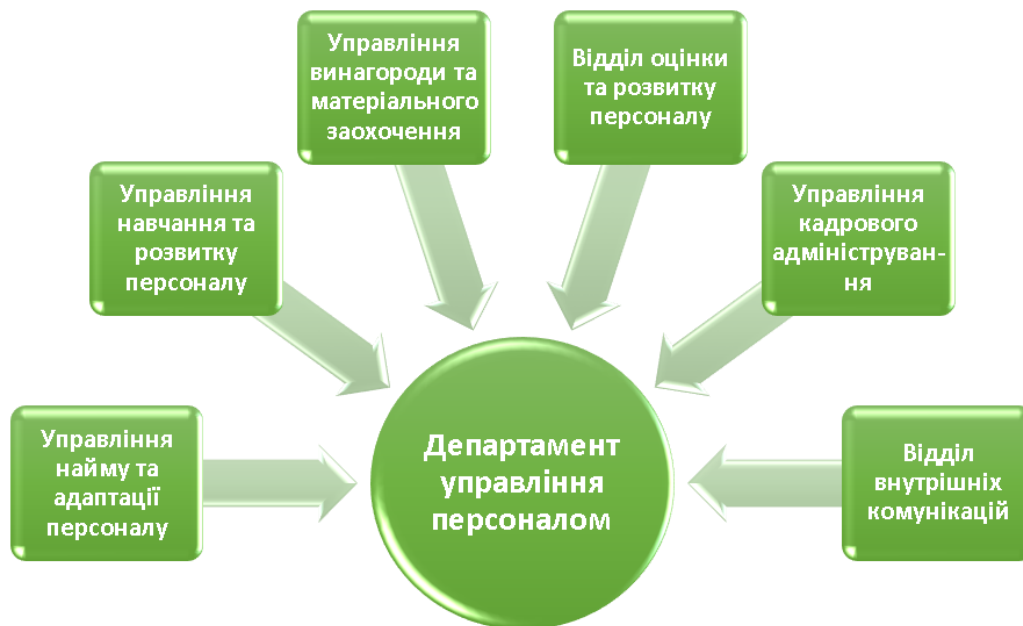 Управління
винагороди та
матеріального
заохочення
Відділ оцінки
та розвитку
персоналу
Управління
навчання та
розвитку
персоналу
Управління
кадрового
адмініструван-
ня
Управління
найму та
адаптації
персоналу
Департамент
управління
персоналом
Відділ
внутрішніх
комунікацій